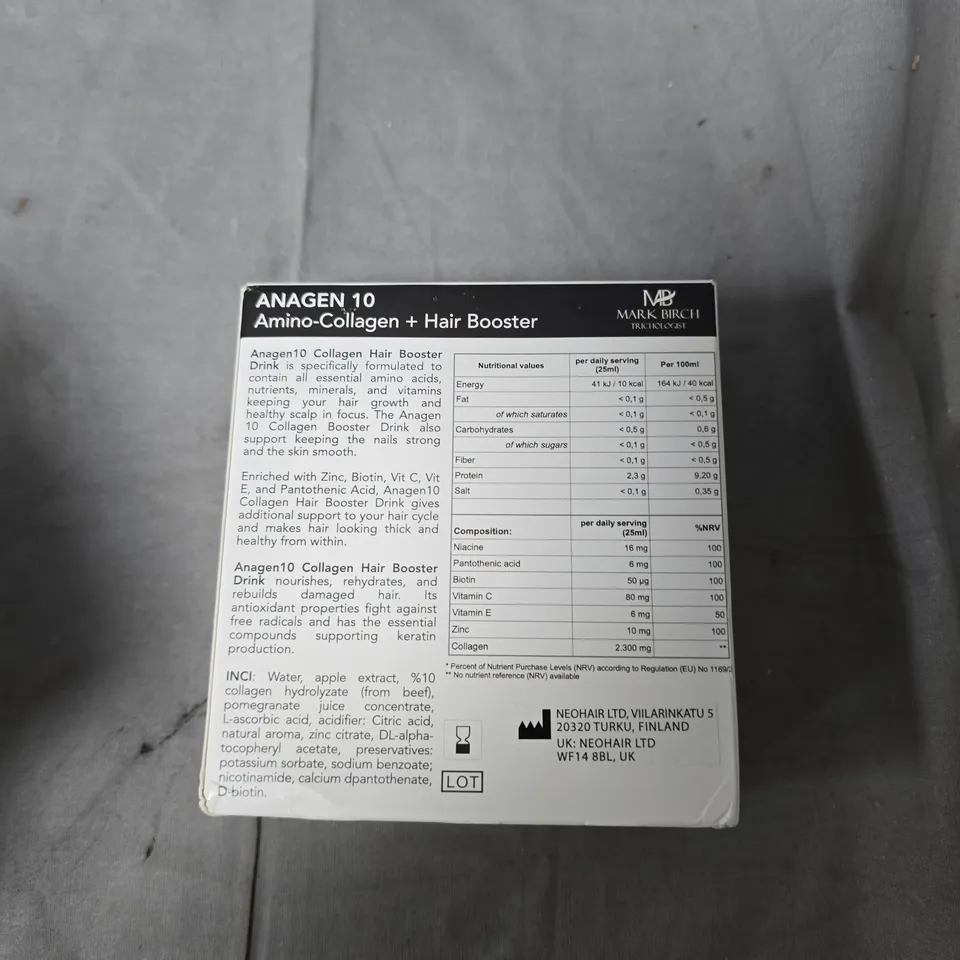 ANAGEN 10
Amino-Collagen + Hair Booster
MB
MARK BIRCH
TRICHOLOGIST
Anagen10 Collagen Hair Booster
Drink is specifically formulated to
contain all essential amino acids,
nutrients, minerals, and vitamins
keeping your hair growth and
healthy scalp in focus. The Anagen
10 Collagen Booster Drink also
support keeping the nails strong
and the skin smooth.
Enriched with Zinc, Biotin, Vit C, Vit
E, and Pantothenic Acid, Anagen10
Collagen Hair Booster Drink gives
additional support to your hair cycle
and makes hair looking thick and
healthy from within.
Anagen10 Collagen Hair Booster
Drink nourishes, rehydrates, and
rebuilds damaged hair. Its
antioxidant properties fight against
free radicals and has the essential
compounds supporting keratin
production.
INCI: Water, apple extract, %10
collagen hydrolyzate (from beef),
pomegranate juice concentrate,
L-ascorbic acid, acidifier: Citric acid,
natural aroma, zinc citrate, DL-alpha-
tocopheryl acetate, preservatives:
potassium sorbate, sodium benzoate;
nicotinamide, calcium dpantothenate,
D-biotin.
Nutritional values per daily serving (25ml) Per 100ml
Energy 41 kJ / 10 kcal 164 kJ / 40 kcal
Fat < 0,1 g < 0,5 g
of which saturates < 0,1 g < 0,1 g
Carbohydrates < 0,5 g 0,6 g
of which sugars < 0,1 g < 0,5 g
Fiber < 0,1 g < 0,5 g
Protein 2,3 g 9,20 g
Salt < 0,1 g 0,35 g
Composition: per daily serving (25ml) %NRV
Niacine 16 mg 100
Pantothenic acid 6 mg 100
Biotin 50 µg 100
Vitamin C 80 mg 100
Vitamin E 6 mg 50
Zinc 10 mg 100
Collagen 2.300 mg **
* Percent of Nutrient Purchase Levels (NRV) according to Regulation (EU) No 1169/
** No nutrient reference (NRV) available
NEOHAIR LTD, VIILARINKATU 5
20320 TURKU, FINLAND
UK: NEOHAIR LTD
WF14 8BL, UK
LOT